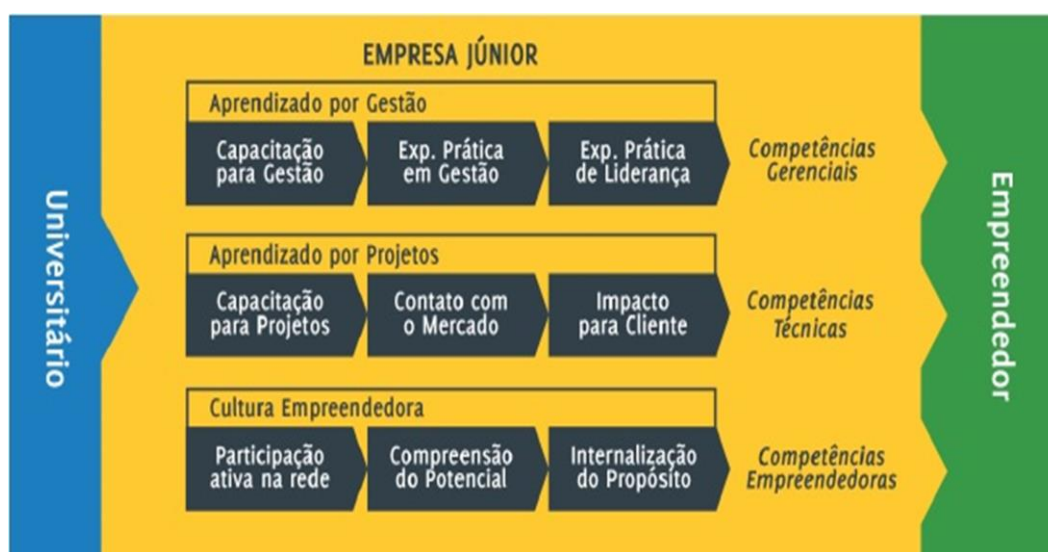 Universitário
EMPRESA JÚNIOR
Aprendizado por Gestão
Capacitação
para Gestão
Exp. Prática
em Gestão
Exp. Prática
de Liderança
Competências
Gerenciais
Aprendizado por Projetos
Capacitação
para Projetos
Contato com
o Mercado
Impacto
para Cliente
Competências
Técnicas
Cultura Empreendedora
Participação
ativa na rede
Compreensão
do Potencial
Internalização
do Propósito
Competências
Empreendedoras
Empreendedor